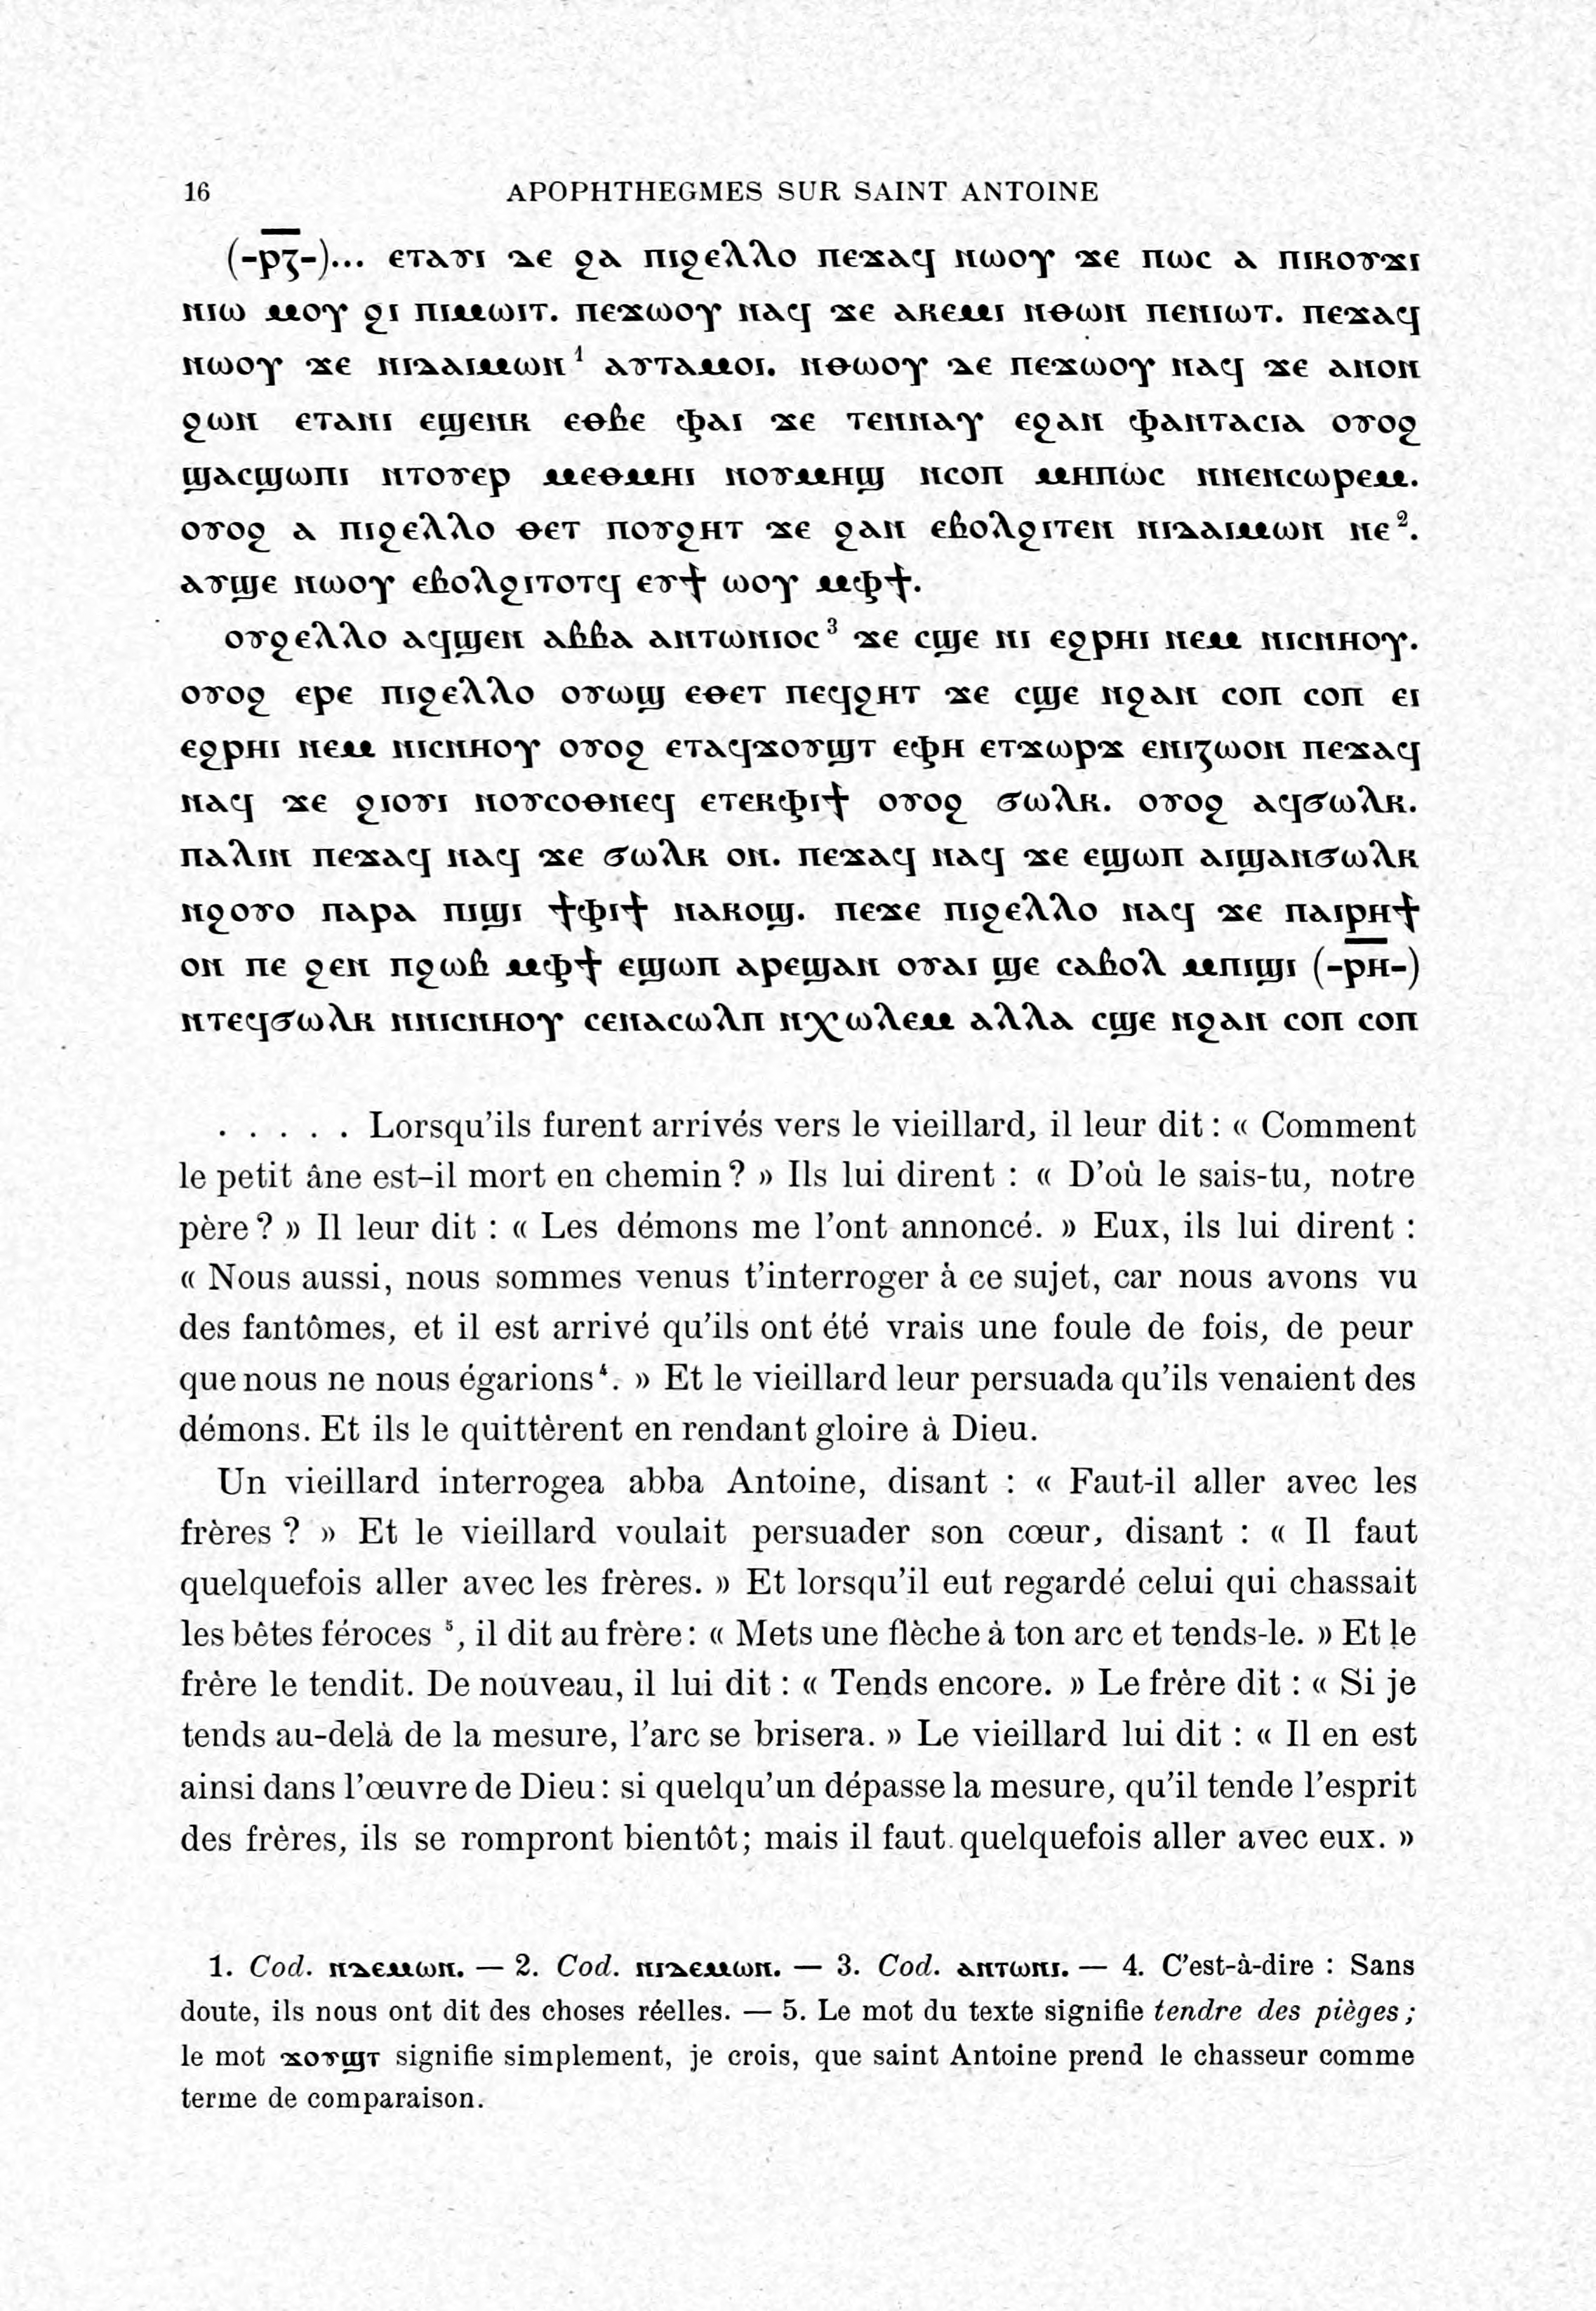 16 APOPHTHEGMES SUR SAINT ANTOINE
(-ⲣ̅ⲍ̅-)... ⲉⲧⲁⲩⲓ ⲇⲉ ϩⲁ ⲡⲓϩⲉⲗⲗⲟ ⲡⲉϫⲁϥ ⲛⲱⲟⲩ ϫⲉ ⲡⲱⲥ ⲁ ⲡⲓⲕⲟⲩϫⲓ
ⲛⲓⲱ ⲙⲟⲩ ϩⲓ ⲡⲓⲙⲱⲓⲧ. ⲡⲉϫⲱⲟⲩ ⲛⲁϥ ϫⲉ ⲁⲕⲉⲙⲓ ⲛⲑⲱⲛ ⲡⲉⲛⲓⲱⲧ. ⲡⲉϫⲁϥ
ⲛⲱⲟⲩ ϫⲉ ⲛⲓⲇⲁⲓⲙⲱⲛ¹ ⲁⲩⲧⲁⲙⲟⲓ. ⲛⲑⲱⲟⲩ ⲇⲉ ⲡⲉϫⲱⲟⲩ ⲛⲁϥ ϫⲉ ⲁⲛⲟⲛ
ϩⲱⲛ ⲉⲧⲁⲛⲓ ⲉϣⲉⲛⲕ ⲉⲑⲃⲉ ⲫⲁⲓ ϫⲉ ⲧⲉⲛⲛⲁⲩ ⲉϩⲁⲛ ⲫⲁⲛⲧⲁⲥⲓⲁ ⲟⲩⲟϩ
ϣⲁⲥϣⲱⲡⲓ ⲛⲧⲟⲩⲉⲣ ⲙⲉⲑⲙⲏⲓ ⲛⲟⲩⲙⲏϣ ⲛⲥⲟⲡ ⲙⲏⲡⲱⲥ ⲛⲛⲉⲛⲥⲱⲣⲉⲙ.
ⲟⲩⲟϩ ⲁ ⲡⲓϩⲉⲗⲗⲟ ⲑⲉⲧ ⲡⲟⲩϩⲏⲧ ϫⲉ ϩⲁⲛ ⲉⲃⲟⲗϩⲓⲧⲉⲛ ⲛⲓⲇⲁⲓⲙⲱⲛ ⲛⲉ².
ⲁⲩϣⲉ ⲛⲱⲟⲩ ⲉⲃⲟⲗϩⲓⲧⲟⲧϥ ⲉⲩϯ ⲱⲟⲩ ⲙⲫϯ.
ⲟⲩϩⲉⲗⲗⲟ ⲁϥϣⲉⲛ ⲁⲃⲃⲁ ⲁⲛⲧⲱⲛⲓⲟⲥ³ ϫⲉ ⲥϣⲉ ⲛⲓ ⲉϩⲣⲏⲓ ⲛⲉⲙ ⲛⲓⲥⲛⲏⲟⲩ.
ⲟⲩⲟϩ ⲉⲣⲉ ⲡⲓϩⲉⲗⲗⲟ ⲟⲩⲱϣ ⲉⲑⲉⲧ ⲡⲉϥϩⲏⲧ ϫⲉ ⲥϣⲉ ⲛϩⲁⲛ ⲥⲟⲡ ⲥⲟⲡ ⲉⲓ
ⲉϩⲣⲏⲓ ⲛⲉⲙ ⲛⲓⲥⲛⲏⲟⲩ ⲟⲩⲟϩ ⲉⲧⲁϥϫⲟⲩϣⲧ ⲉⲫⲏ ⲉⲧϫⲱⲣϫ ⲉⲛⲓⲍⲱⲟⲛ ⲡⲉϫⲁϥ
ⲛⲁϥ ϫⲉ ϩⲓⲟⲩⲓ ⲛⲟⲩⲥⲟⲑⲛⲉϥ ⲉⲧⲉⲕⲫⲓϯ ⲟⲩⲟϩ ϭⲱⲗⲕ. ⲟⲩⲟϩ ⲁϥϭⲱⲗⲕ.
ⲡⲁⲗⲓⲛ ⲡⲉϫⲁϥ ⲛⲁϥ ϫⲉ ϭⲱⲗⲕ ⲟⲛ. ⲡⲉϫⲁϥ ⲛⲁϥ ϫⲉ ⲉϣⲱⲡ ⲁⲓϣⲁⲛϭⲱⲗⲕ
ⲛϩⲟⲩⲟ ⲡⲁⲣⲁ ⲡⲓϣⲓ ϯⲫⲓϯ ⲛⲁⲕⲟϣ. ⲡⲉϫⲉ ⲡⲓϩⲉⲗⲗⲟ ⲛⲁϥ ϫⲉ ⲡⲁⲓⲣⲏϯ
ⲟⲛ ⲡⲉ ϩⲉⲛ ⲡϩⲱⲃ ⲙⲫϯ ⲉϣⲱⲡ ⲁⲣⲉϣⲁⲛ ⲟⲩⲁⲓ ϣⲉ ⲥⲁⲃⲟⲗ ⲙⲡⲓϣⲓ (-ⲣ̅ⲏ̅-)
ⲛⲧⲉϥϭⲱⲗⲕ ⲛⲛⲓⲥⲛⲏⲟⲩ ⲥⲉⲛⲁⲥⲱⲗⲡ ⲛⲭⲱⲗⲉⲙ ⲁⲗⲗⲁ ⲥϣⲉ ⲛϩⲁⲛ ⲥⲟⲡ ⲥⲟⲡ
. . . . . Lorsqu'ils furent arrivés vers le vieillard, il leur dit : « Comment
le petit âne est-il mort en chemin ? » Ils lui dirent : « D'où le sais-tu, notre
père ? » Il leur dit : « Les démons me l'ont annoncé. » Eux, ils lui dirent :
« Nous aussi, nous sommes venus t'interroger à ce sujet, car nous avons vu
des fantômes, et il est arrivé qu'ils ont été vrais une foule de fois, de peur
que nous ne nous égarions⁴. » Et le vieillard leur persuada qu'ils venaient des
démons. Et ils le quittèrent en rendant gloire à Dieu.
Un vieillard interrogea abba Antoine, disant : « Faut-il aller avec les
frères ? » Et le vieillard voulait persuader son cœur, disant : « Il faut
quelquefois aller avec les frères. » Et lorsqu'il eut regardé celui qui chassait
les bêtes féroces ⁵, il dit au frère : « Mets une flèche à ton arc et tends-le. » Et le
frère le tendit. De nouveau, il lui dit : « Tends encore. » Le frère dit : « Si je
tends au-delà de la mesure, l'arc se brisera. » Le vieillard lui dit : « Il en est
ainsi dans l'œuvre de Dieu : si quelqu'un dépasse la mesure, qu'il tende l'esprit
des frères, ils se rompront bientôt ; mais il faut quelquefois aller avec eux. »
1. Cod. ⲛⲇⲉⲙⲱⲛ. — 2. Cod. ⲛⲓⲇⲉⲙⲱⲛ. — 3. Cod. ⲁⲛⲧⲱⲛⲓ. — 4. C'est-à-dire : Sans
doute, ils nous ont dit des choses réelles. — 5. Le mot du texte signifie tendre des pièges ;
le mot ϫⲟⲩϣⲧ signifie simplement, je crois, que saint Antoine prend le chasseur comme
terme de comparaison.